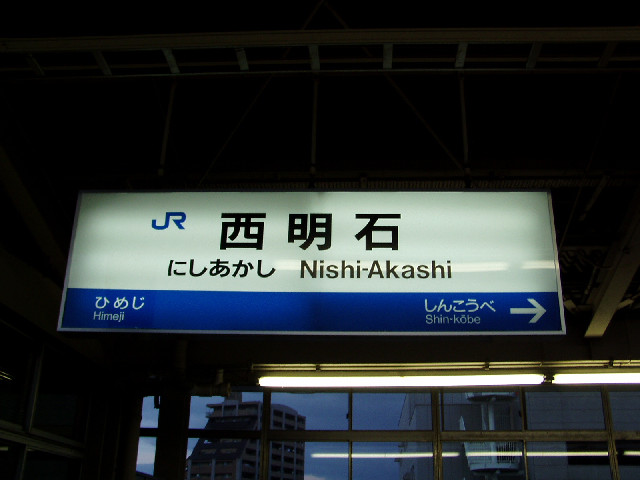 JR 西明石
にしあかし Nishi-Akashi
ひめじ しんこうべ →
Himeji Shin-kōbe